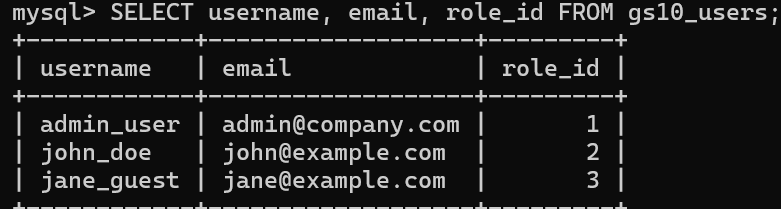 mysql> SELECT username, email, role_id FROM gs10_users;
+------------+-------------------+---------+
| username   | email             | role_id |
+------------+-------------------+---------+
| admin_user | admin@company.com |       1 |
| john_doe   | john@example.com  |       2 |
| jane_guest | jane@example.com  |       3 |
+------------+-------------------+---------+